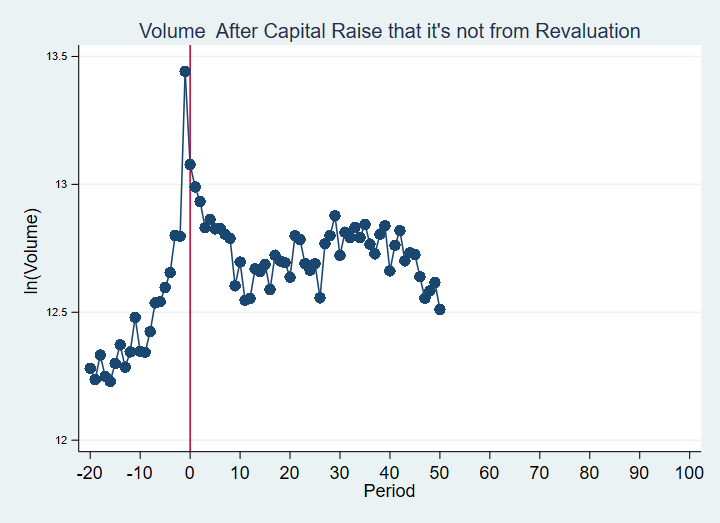 Volume  After Capital Raise that it's not from Revaluation
13.5
13
12.5
12
ln(Volume)
-20 -10 0 10 20 30 40 50 60 70 80 90 100
Period